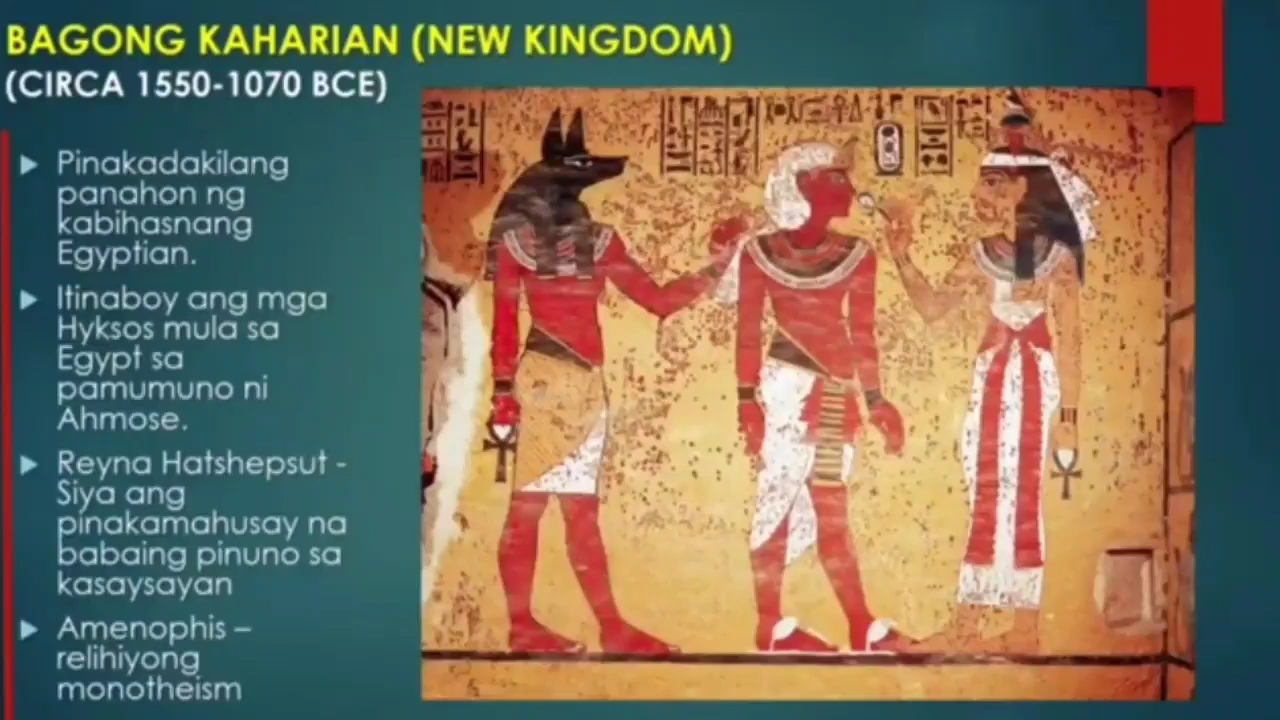 BAGONG KAHARIAN (NEW KINGDOM)
(CIRCA 1550-1070 BCE)
Pinakadakilang
panahon ng
kabihasnang
Egyptian.
Itinaboy ang mga
Hyksos mula sa
Egypt sa
pamumuno ni
Ahmose.
Reyna Hatshepsut -
Siya ang
pinakamahusay na
babaing pinuno sa
kasaysayan
Amenophis –
relihiyong
monotheism